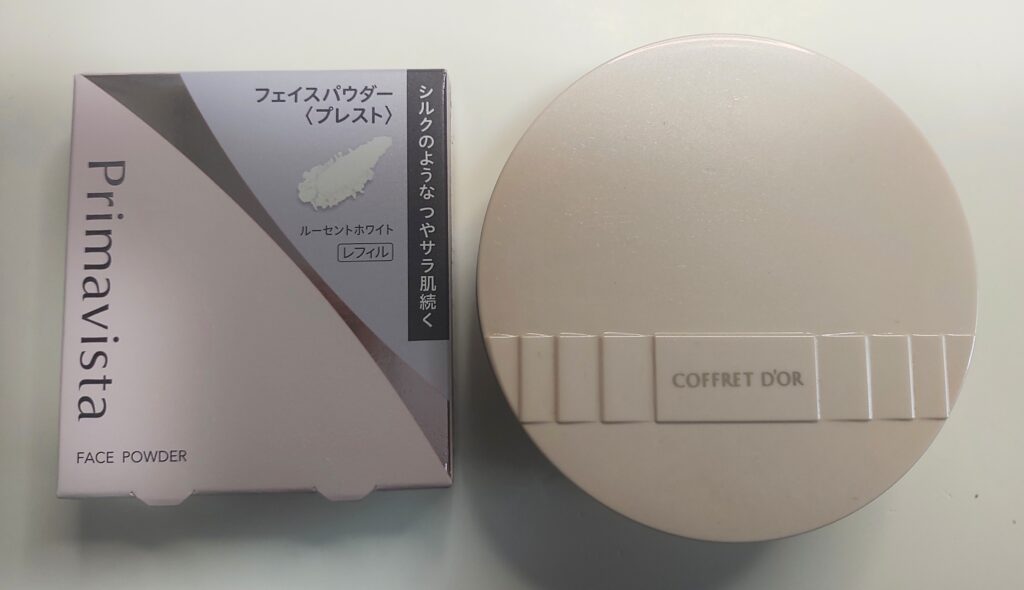 フェイスパウダー
〈プレスト〉
ルーセントホワイト
レフィル
シルクのような つやサラ肌続く
Primavista
FACE POWDER
COFFRET D'OR